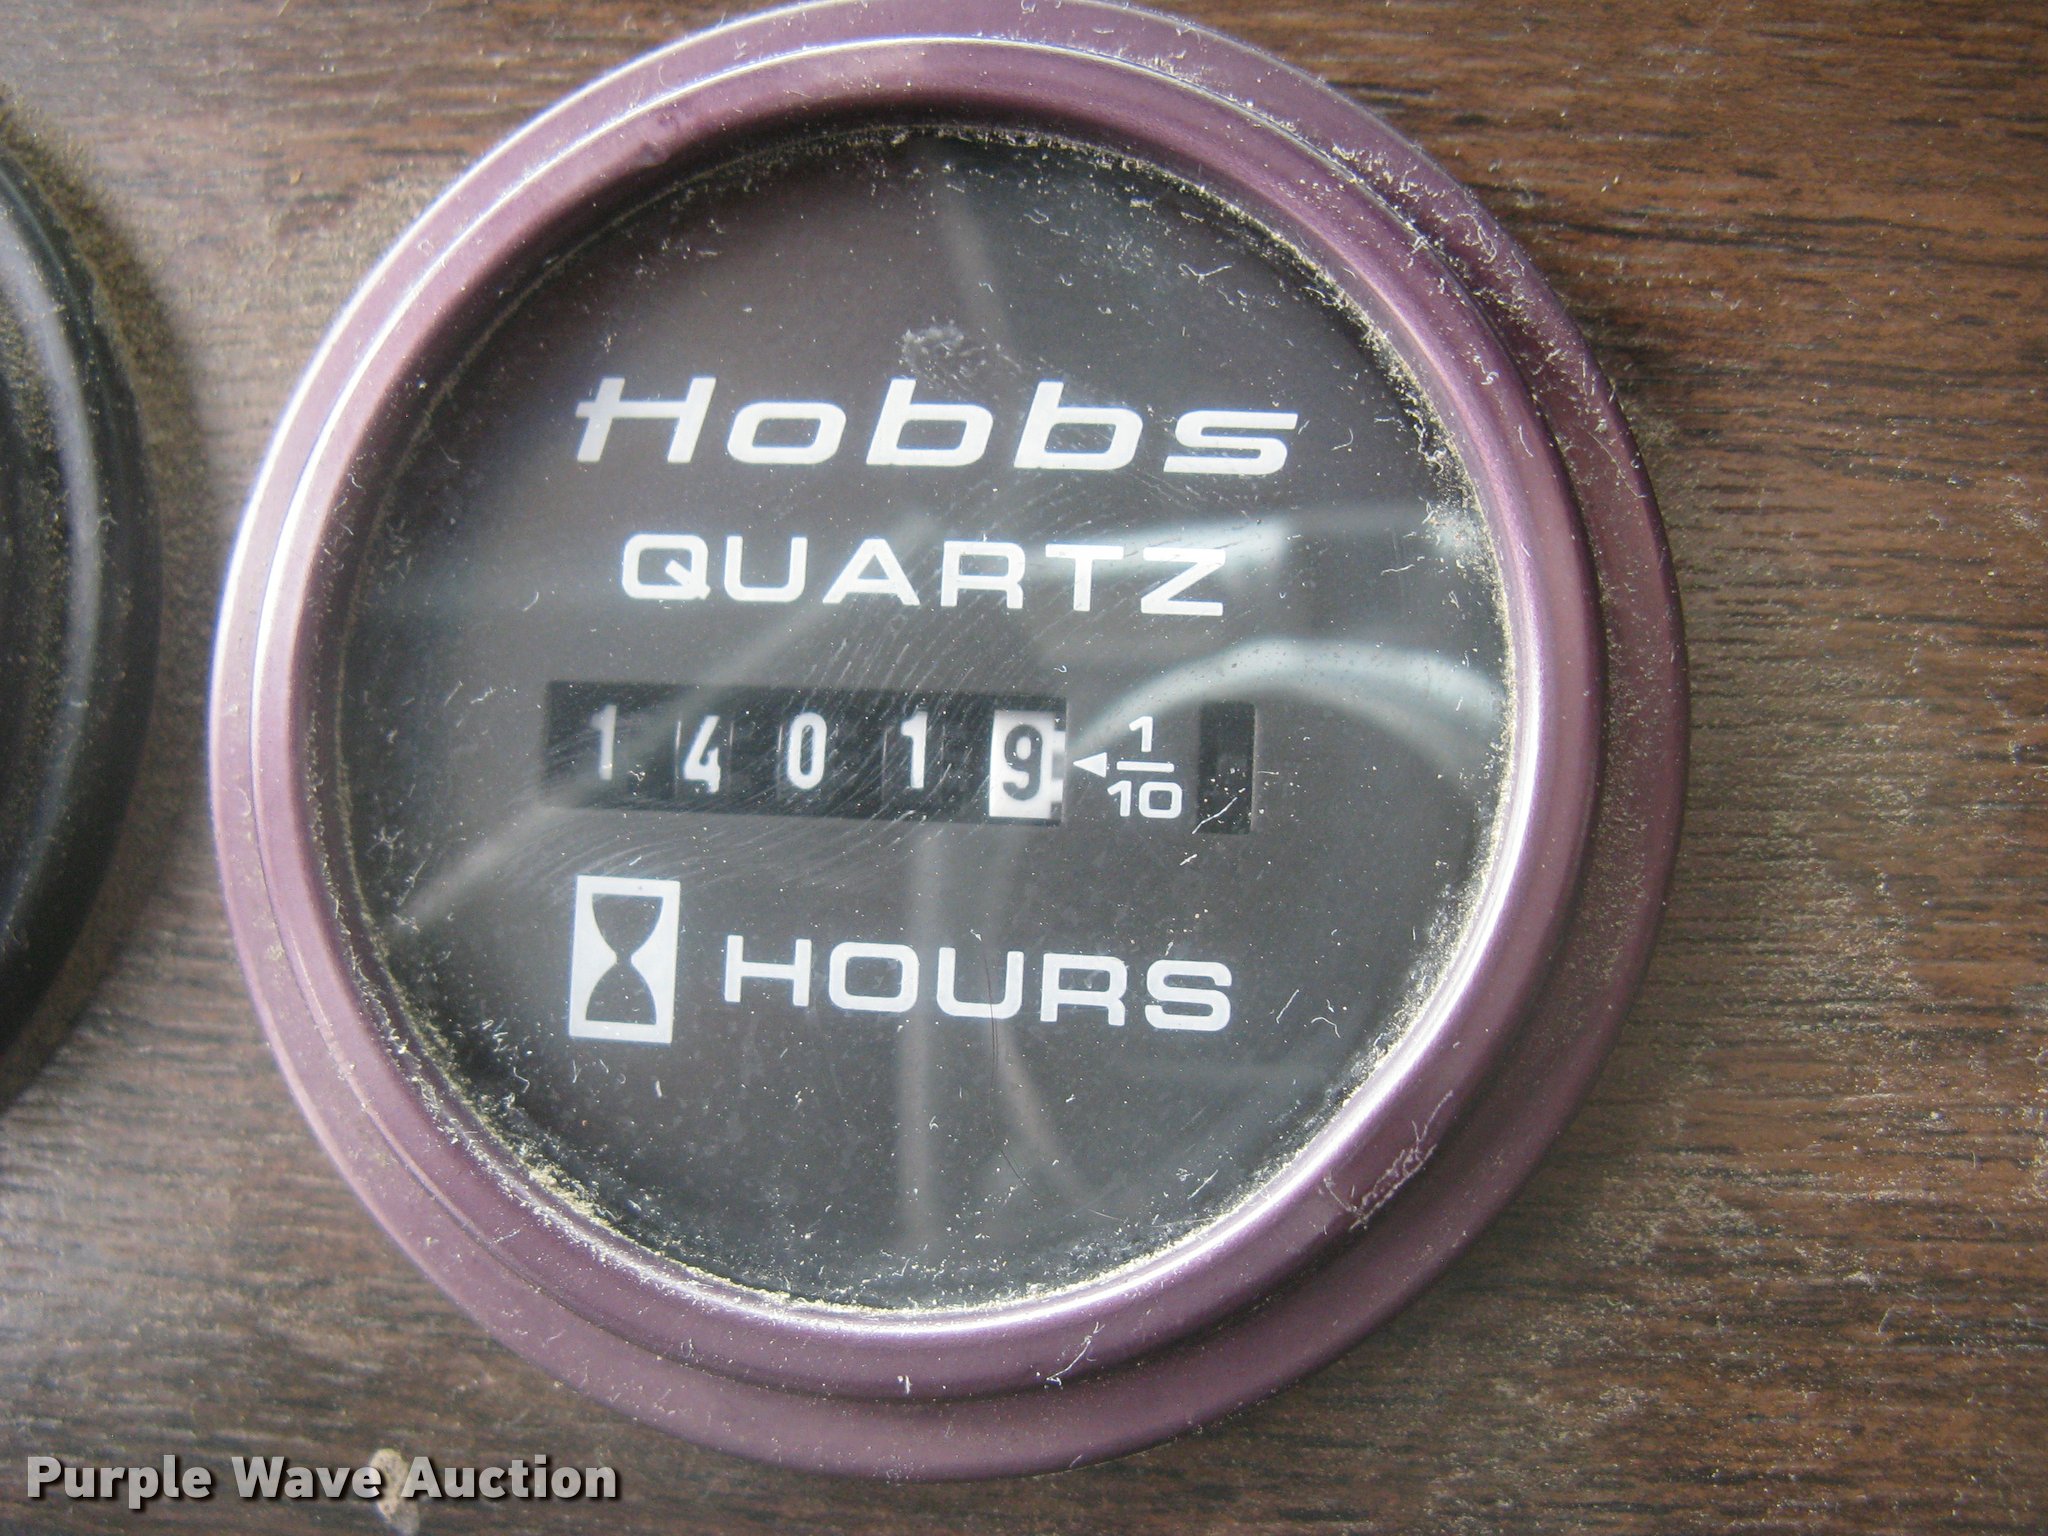 Hobbs
QUARTZ
14019 1/10
HOURS
Purple Wave Auction